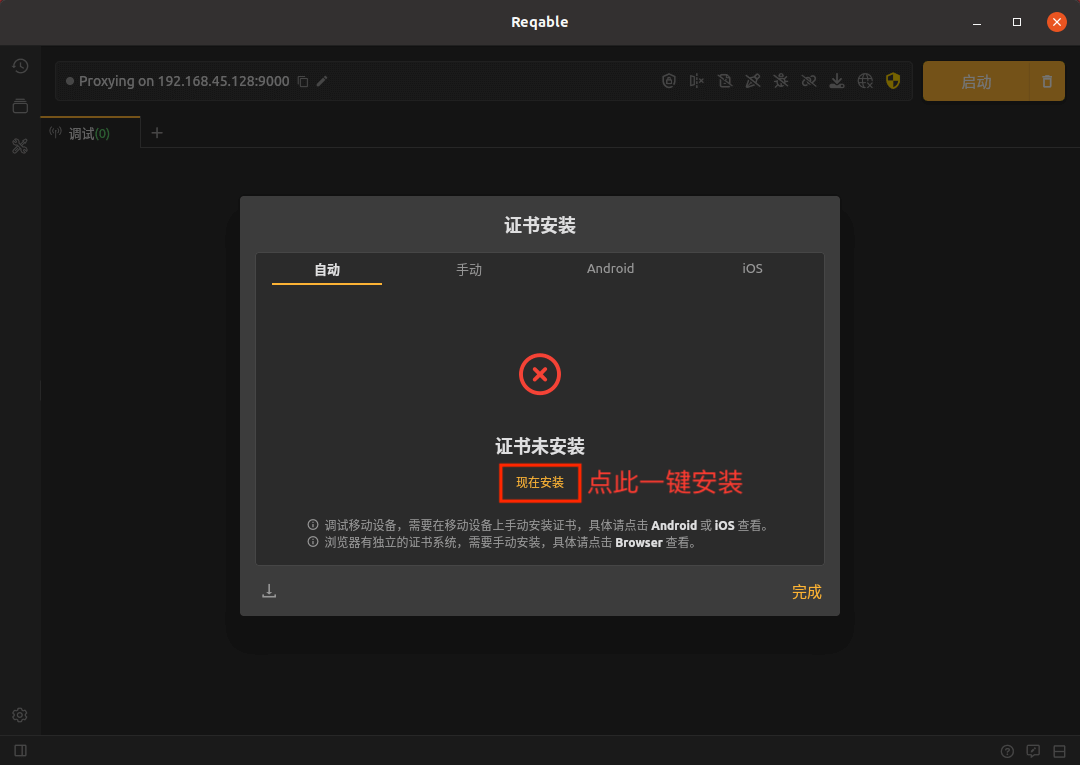 Reqable
Proxying on 192.168.45.128:9000
启动
调试(0)
证书安装
自动
手动
Android
iOS
证书未安装
现在安装
点此一键安装
调试移动设备，需要在移动设备上手动安装证书，具体请点击 Android 或 iOS 查看。
浏览器有独立的证书系统，需要手动安装，具体请点击 Browser 查看。
完成